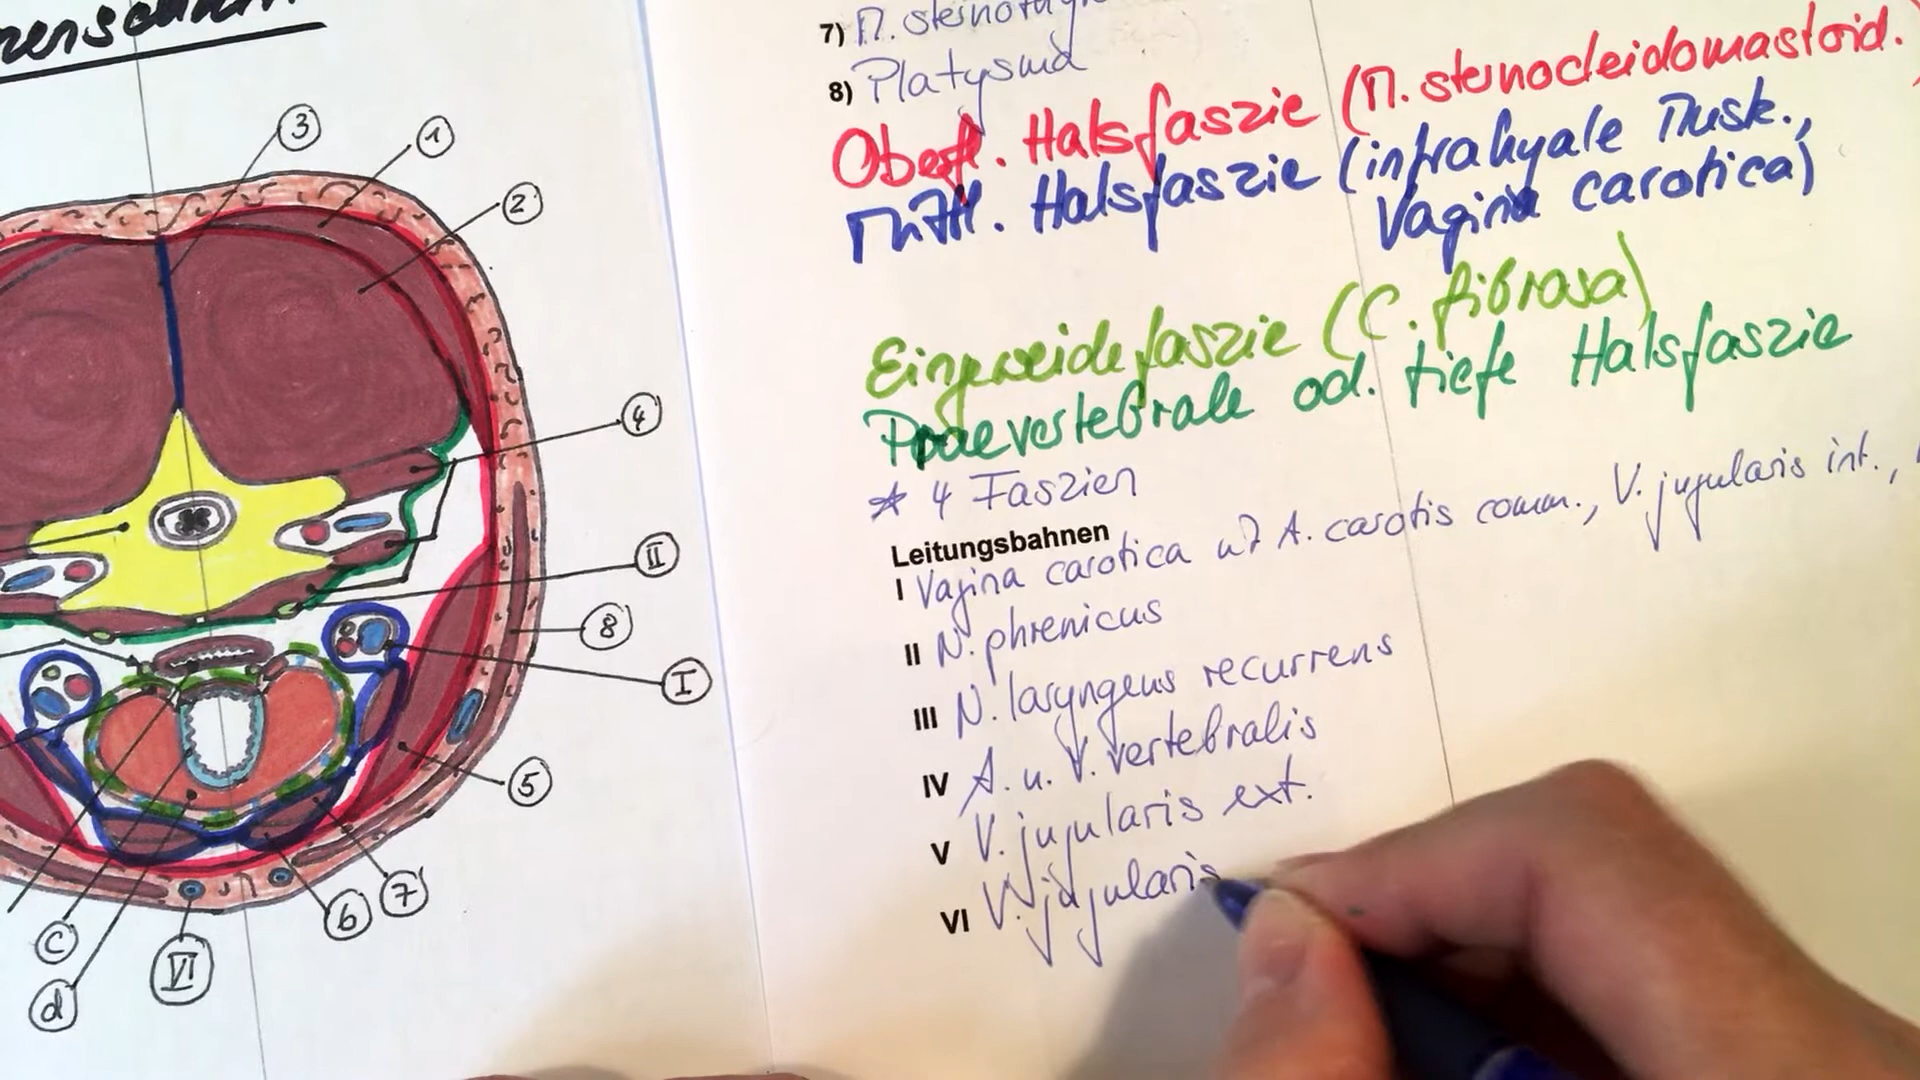 3
1
2
4
II
8
I
5
7
6
c
VI
d
7) M. sternothy
8) Platysma
Oberfl. Halsfaszie (M. sternocleidomastoid.)
Mittl. Halsfaszie (infrahyale Musk.,
Vagina carotica)
Eingeweidefaszie (C. fibrosa)
Praevertebrale od. tiefe Halsfaszie
* 4 Faszien
Leitungsbahnen
I Vagina carotica A. carotis comm., V. jugularis int.,
II N. phrenicus
III N. laryngeus recurrens
IV A. u. V. vertebralis
V V. jugularis ext.
VI V. jugularis